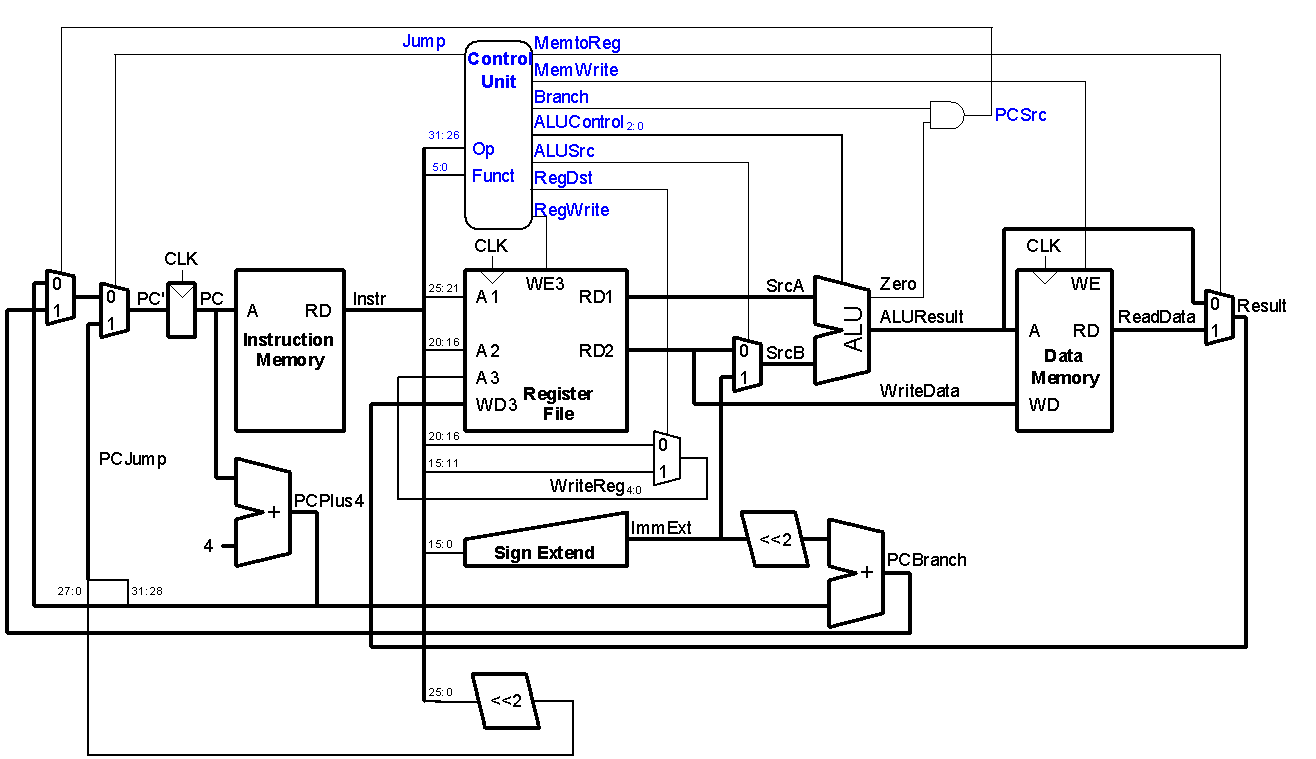 Jump
Control
Unit
MemtoReg
MemWrite
Branch
ALUControl2:0
PCSrc
31:26
Op
ALUSrc
5:0
Funct
RegDst
RegWrite
CLK
CLK
CLK
0
1
0
1
PC'
PC
A
RD
Instruction
Memory
Instr
25:21
A1
WE3
RD1
SrcA
Zero
WE
ALUResult
ALU
A
RD
ReadData
0
1
Result
20:16
A2
RD2
0
1
SrcB
Data
Memory
A3
WD3
Register
File
WriteData
WD
20:16
0
15:11
1
WriteReg4:0
PCJump
PCPlus4
+
4
15:0
Sign Extend
ImmExt
<<2
+
PCBranch
27:0
31:28
25:0
<<2